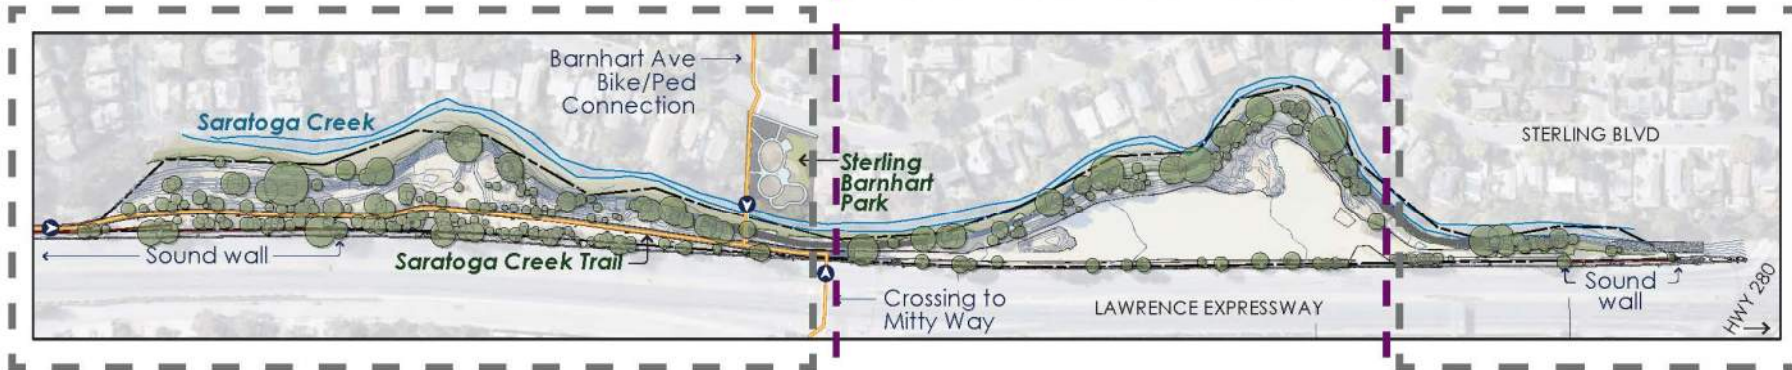 Barnhart Ave
Bike/Ped
Connection
Saratoga Creek
STERLING BLVD
Sterling
Barnhart
Park
Sound wall
Saratoga Creek Trail
Crossing to
Mitty Way
LAWRENCE EXPRESSWAY
Sound
wall
HWY 280